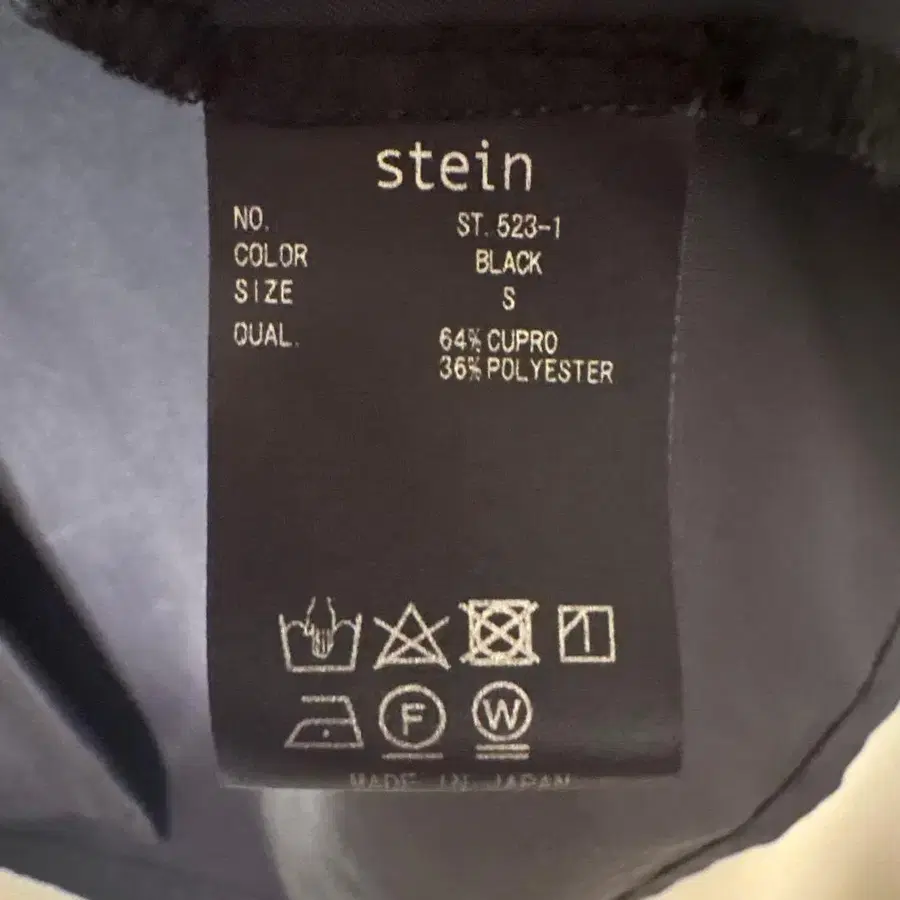 stein
NO. ST. 523-1
COLOR BLACK
SIZE S
QUAL. 64% CUPRO
36% POLYESTER
F W
MADE IN JAPAN